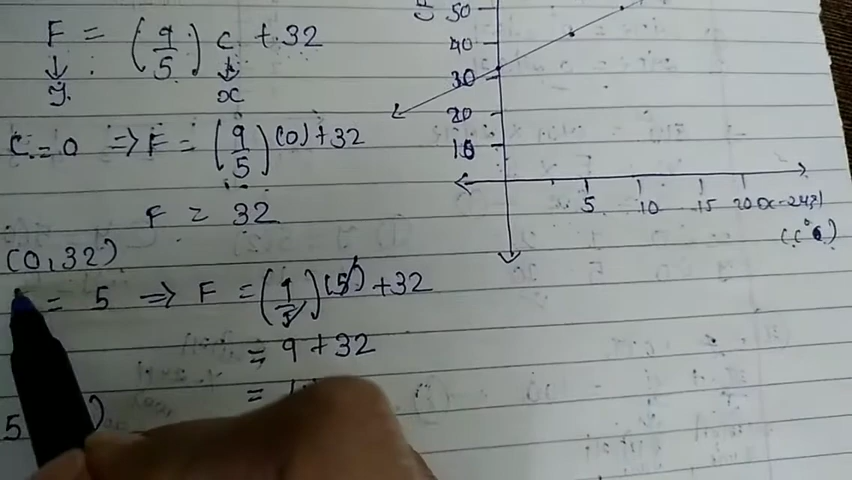 F = (9/5) C + 32
↓ ↓
y. x
C = 0 ⇒ F = (9/5)(0) + 32
F = 32
(0,32)
= 5 ⇒ F = (9/5)(5) + 32
= 9 + 32
=
5 )
50
40
30
20
10
5 10 15 20